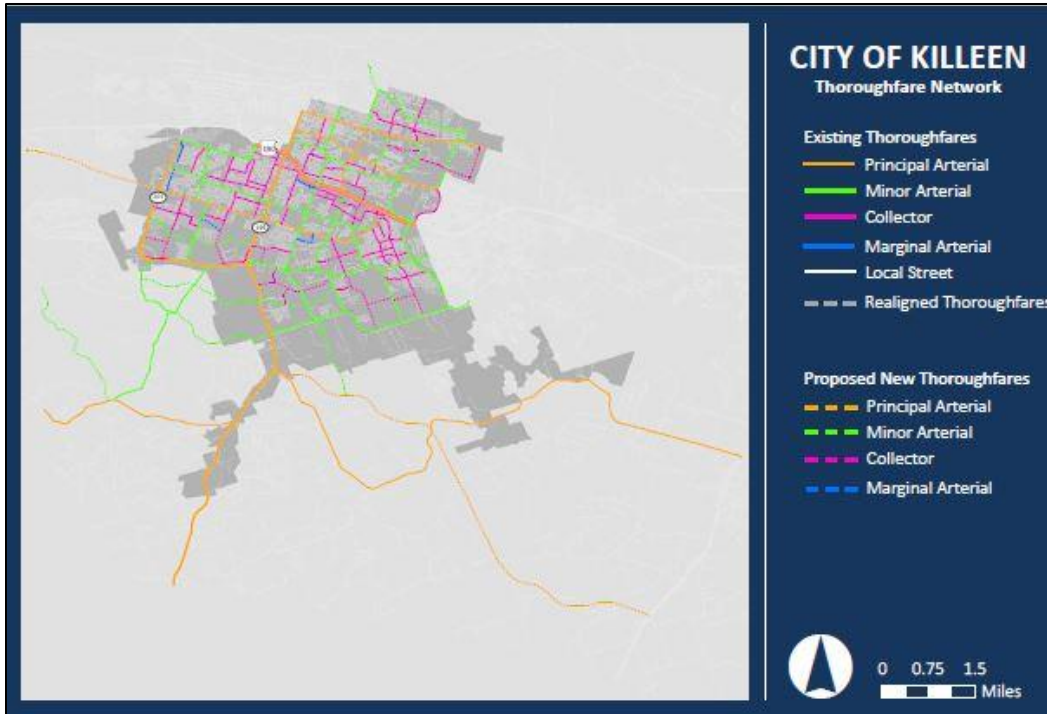 CITY OF KILLEEN
Thoroughfare Network
Existing Thoroughfares
Principal Arterial
Minor Arterial
Collector
Marginal Arterial
Local Street
Realigned Thoroughfares
Proposed New Thoroughfares
Principal Arterial
Minor Arterial
Collector
Marginal Arterial
0 0.75 1.5
Miles